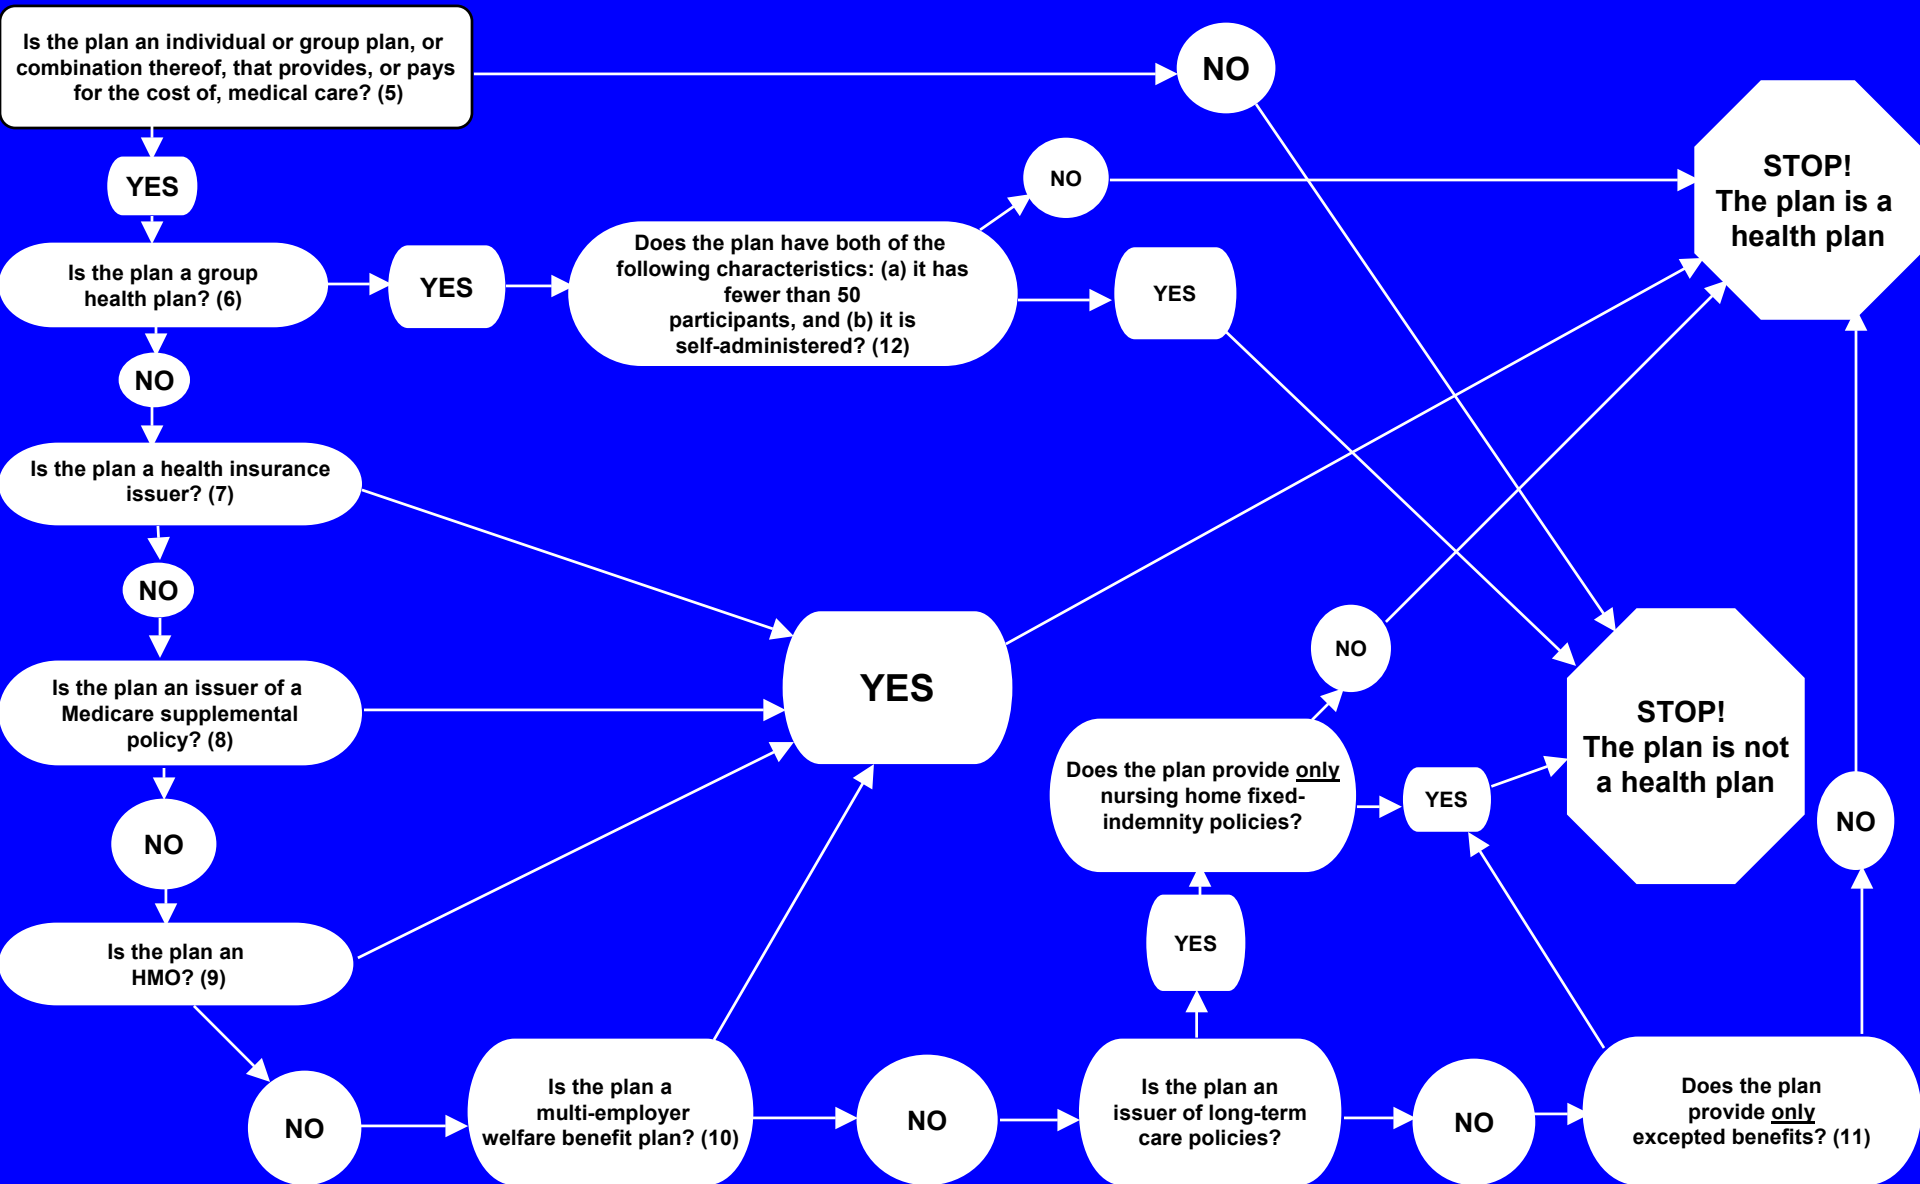 Is the plan an individual or group plan, or
combination thereof, that provides, or pays
for the cost of, medical care? (5)
NO
YES
STOP!
The plan is a
health plan
NO
Is the plan a group
health plan? (6)
YES
Does the plan have both of the
following characteristics: (a) it has
fewer than 50
participants, and (b) it is
self-administered? (12)
YES
NO
Is the plan a health insurance
issuer? (7)
NO
Is the plan an issuer of a
Medicare supplemental
policy? (8)
YES
NO
STOP!
The plan is not
a health plan
Does the plan provide only
nursing home fixed-
indemnity policies?
YES
NO
NO
YES
Is the plan an
HMO? (9)
NO
Is the plan a
multi-employer
welfare benefit plan? (10)
NO
Is the plan an
issuer of long-term
care policies?
NO
Does the plan
provide only
excepted benefits? (11)